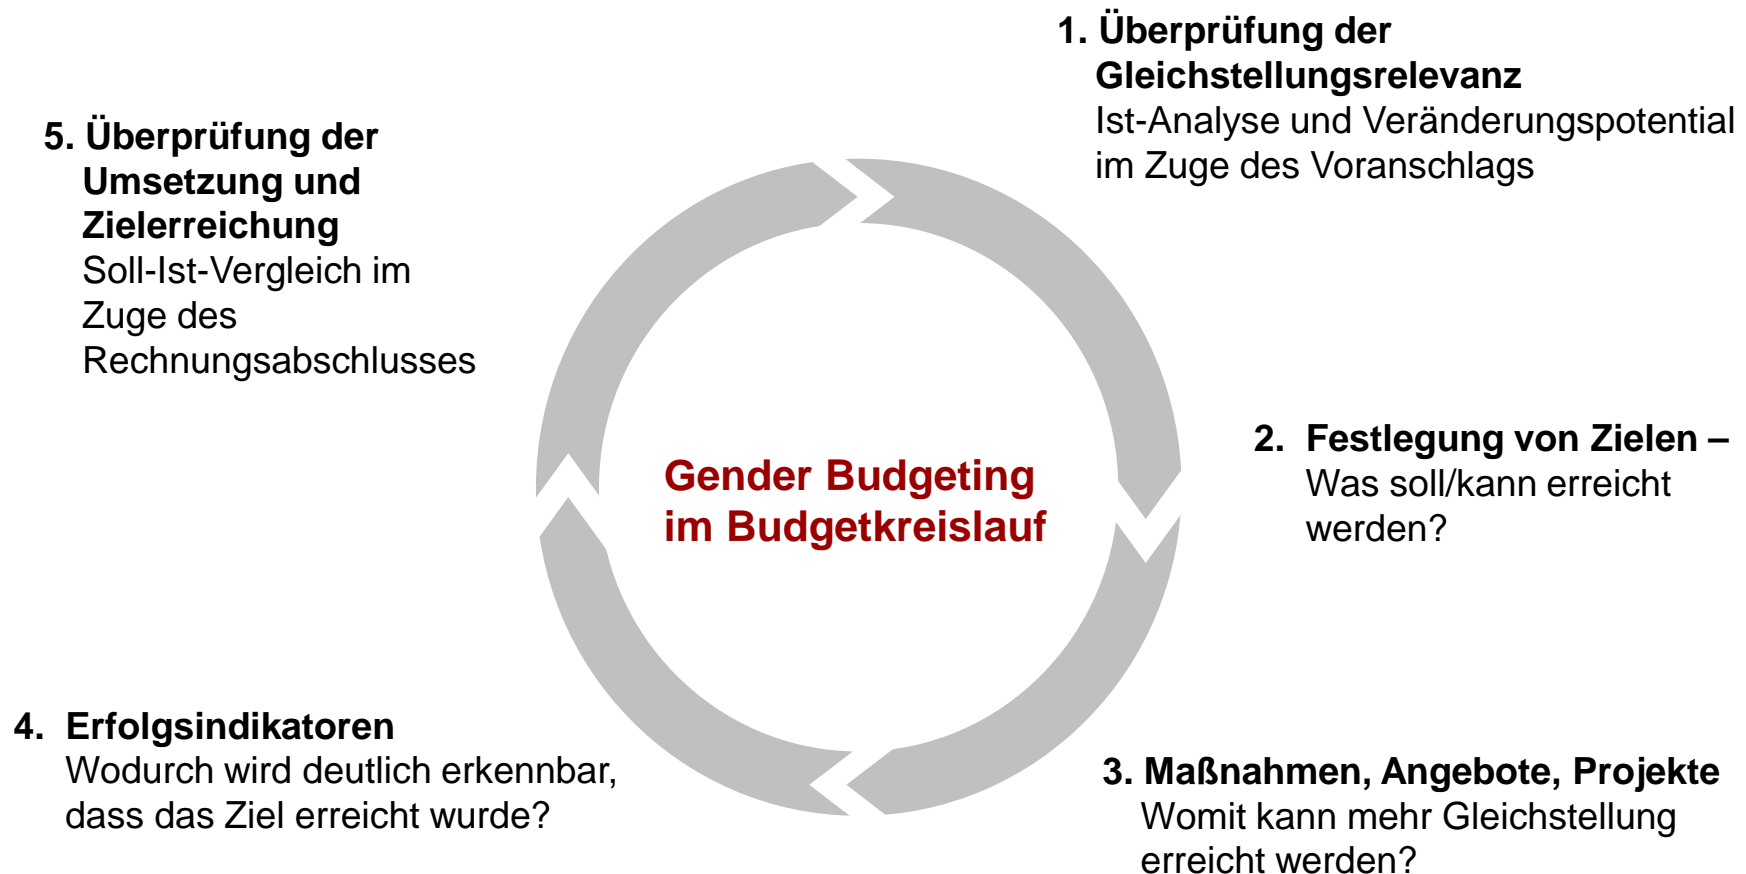 1. Überprüfung der
Gleichstellungsrelevanz
Ist-Analyse und Veränderungspotential
im Zuge des Voranschlags
2. Festlegung von Zielen –
Was soll/kann erreicht
werden?
3. Maßnahmen, Angebote, Projekte
Womit kann mehr Gleichstellung
erreicht werden?
4. Erfolgsindikatoren
Wodurch wird deutlich erkennbar,
dass das Ziel erreicht wurde?
5. Überprüfung der
Umsetzung und
Zielerreichung
Soll-Ist-Vergleich im
Zuge des
Rechnungsabschlusses
Gender Budgeting
im Budgetkreislauf